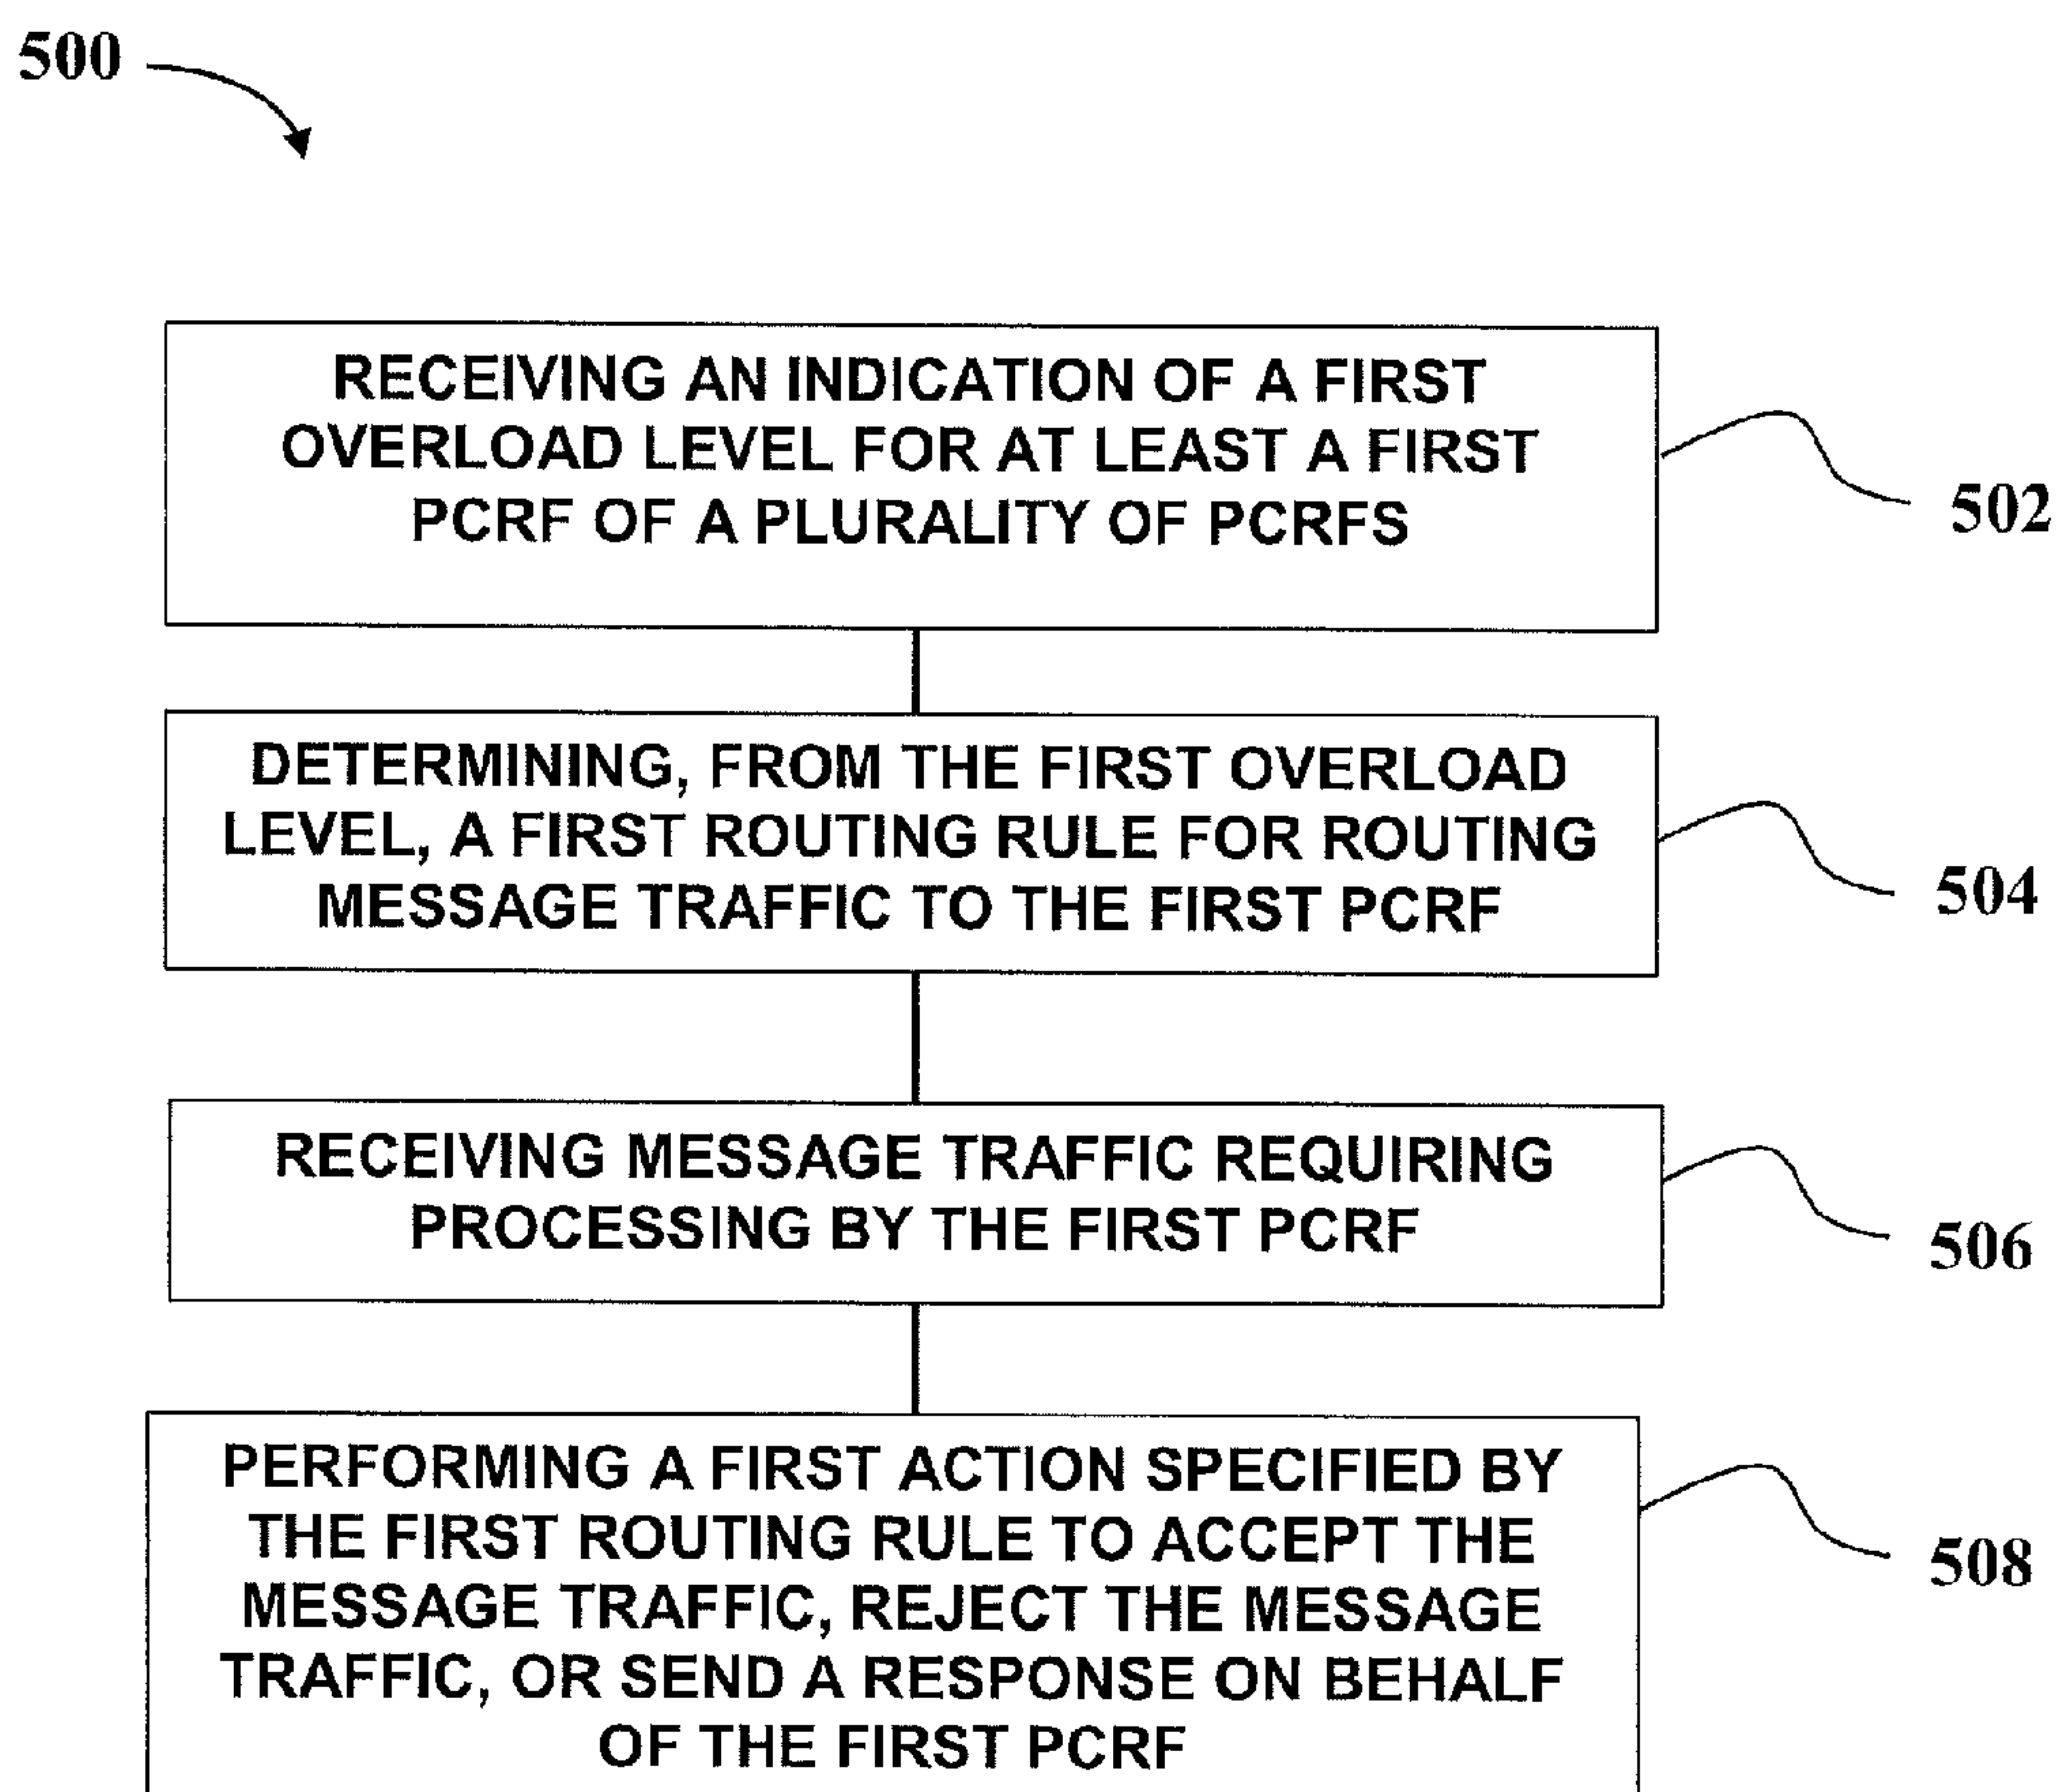 500
RECEIVING AN INDICATION OF A FIRST
OVERLOAD LEVEL FOR AT LEAST A FIRST
PCRF OF A PLURALITY OF PCRFS
502
DETERMINING, FROM THE FIRST OVERLOAD
LEVEL, A FIRST ROUTING RULE FOR ROUTING
MESSAGE TRAFFIC TO THE FIRST PCRF
504
RECEIVING MESSAGE TRAFFIC REQUIRING
PROCESSING BY THE FIRST PCRF
506
PERFORMING A FIRST ACTION SPECIFIED BY
THE FIRST ROUTING RULE TO ACCEPT THE
MESSAGE TRAFFIC, REJECT THE MESSAGE
TRAFFIC, OR SEND A RESPONSE ON BEHALF
OF THE FIRST PCRF
508